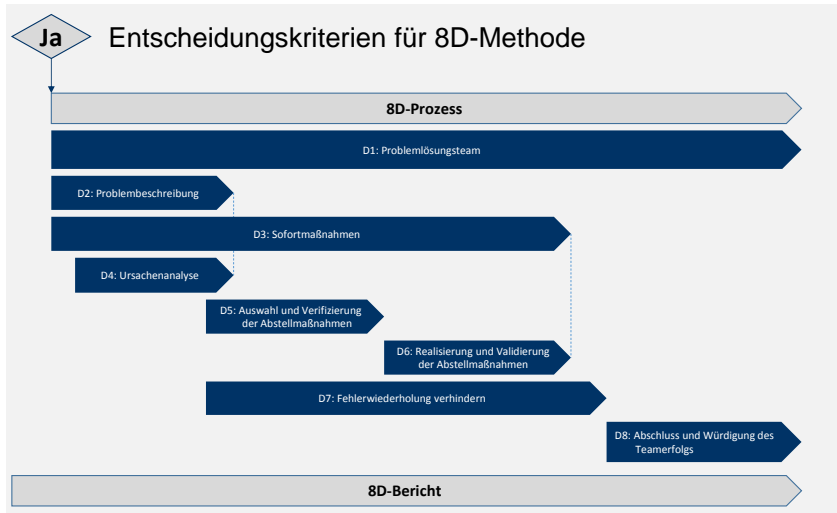 Ja
Entscheidungskriterien für 8D-Methode
8D-Prozess
D1: Problemlösungsteam
D2: Problembeschreibung
D3: Sofortmaßnahmen
D4: Ursachenanalyse
D5: Auswahl und Verifizierung
der Abstellmaßnahmen
D6: Realisierung und Validierung
der Abstellmaßnahmen
D7: Fehlerwiederholung verhindern
D8: Abschluss und Würdigung des
Teamerfolgs
8D-Bericht